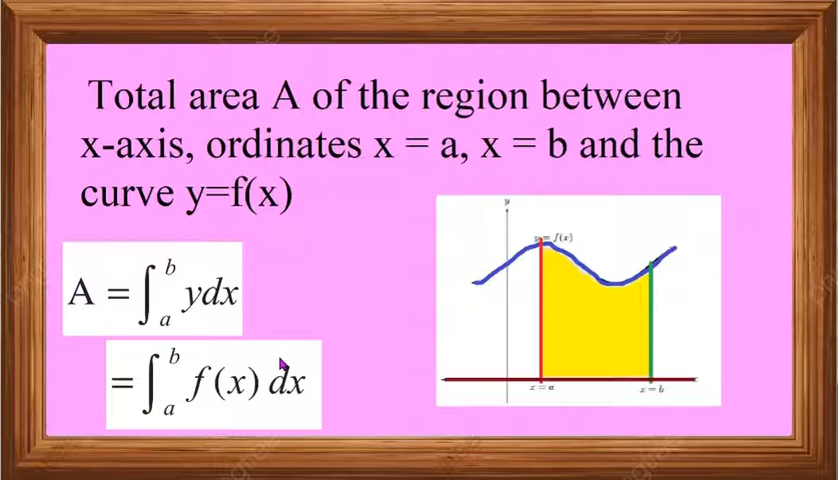 Total area A of the region between
x-axis, ordinates x = a, x = b and the
curve y=f(x)
A = ∫_a^b ydx
= ∫_a^b f(x) dx
y
y = f(x)
x = a
x = b